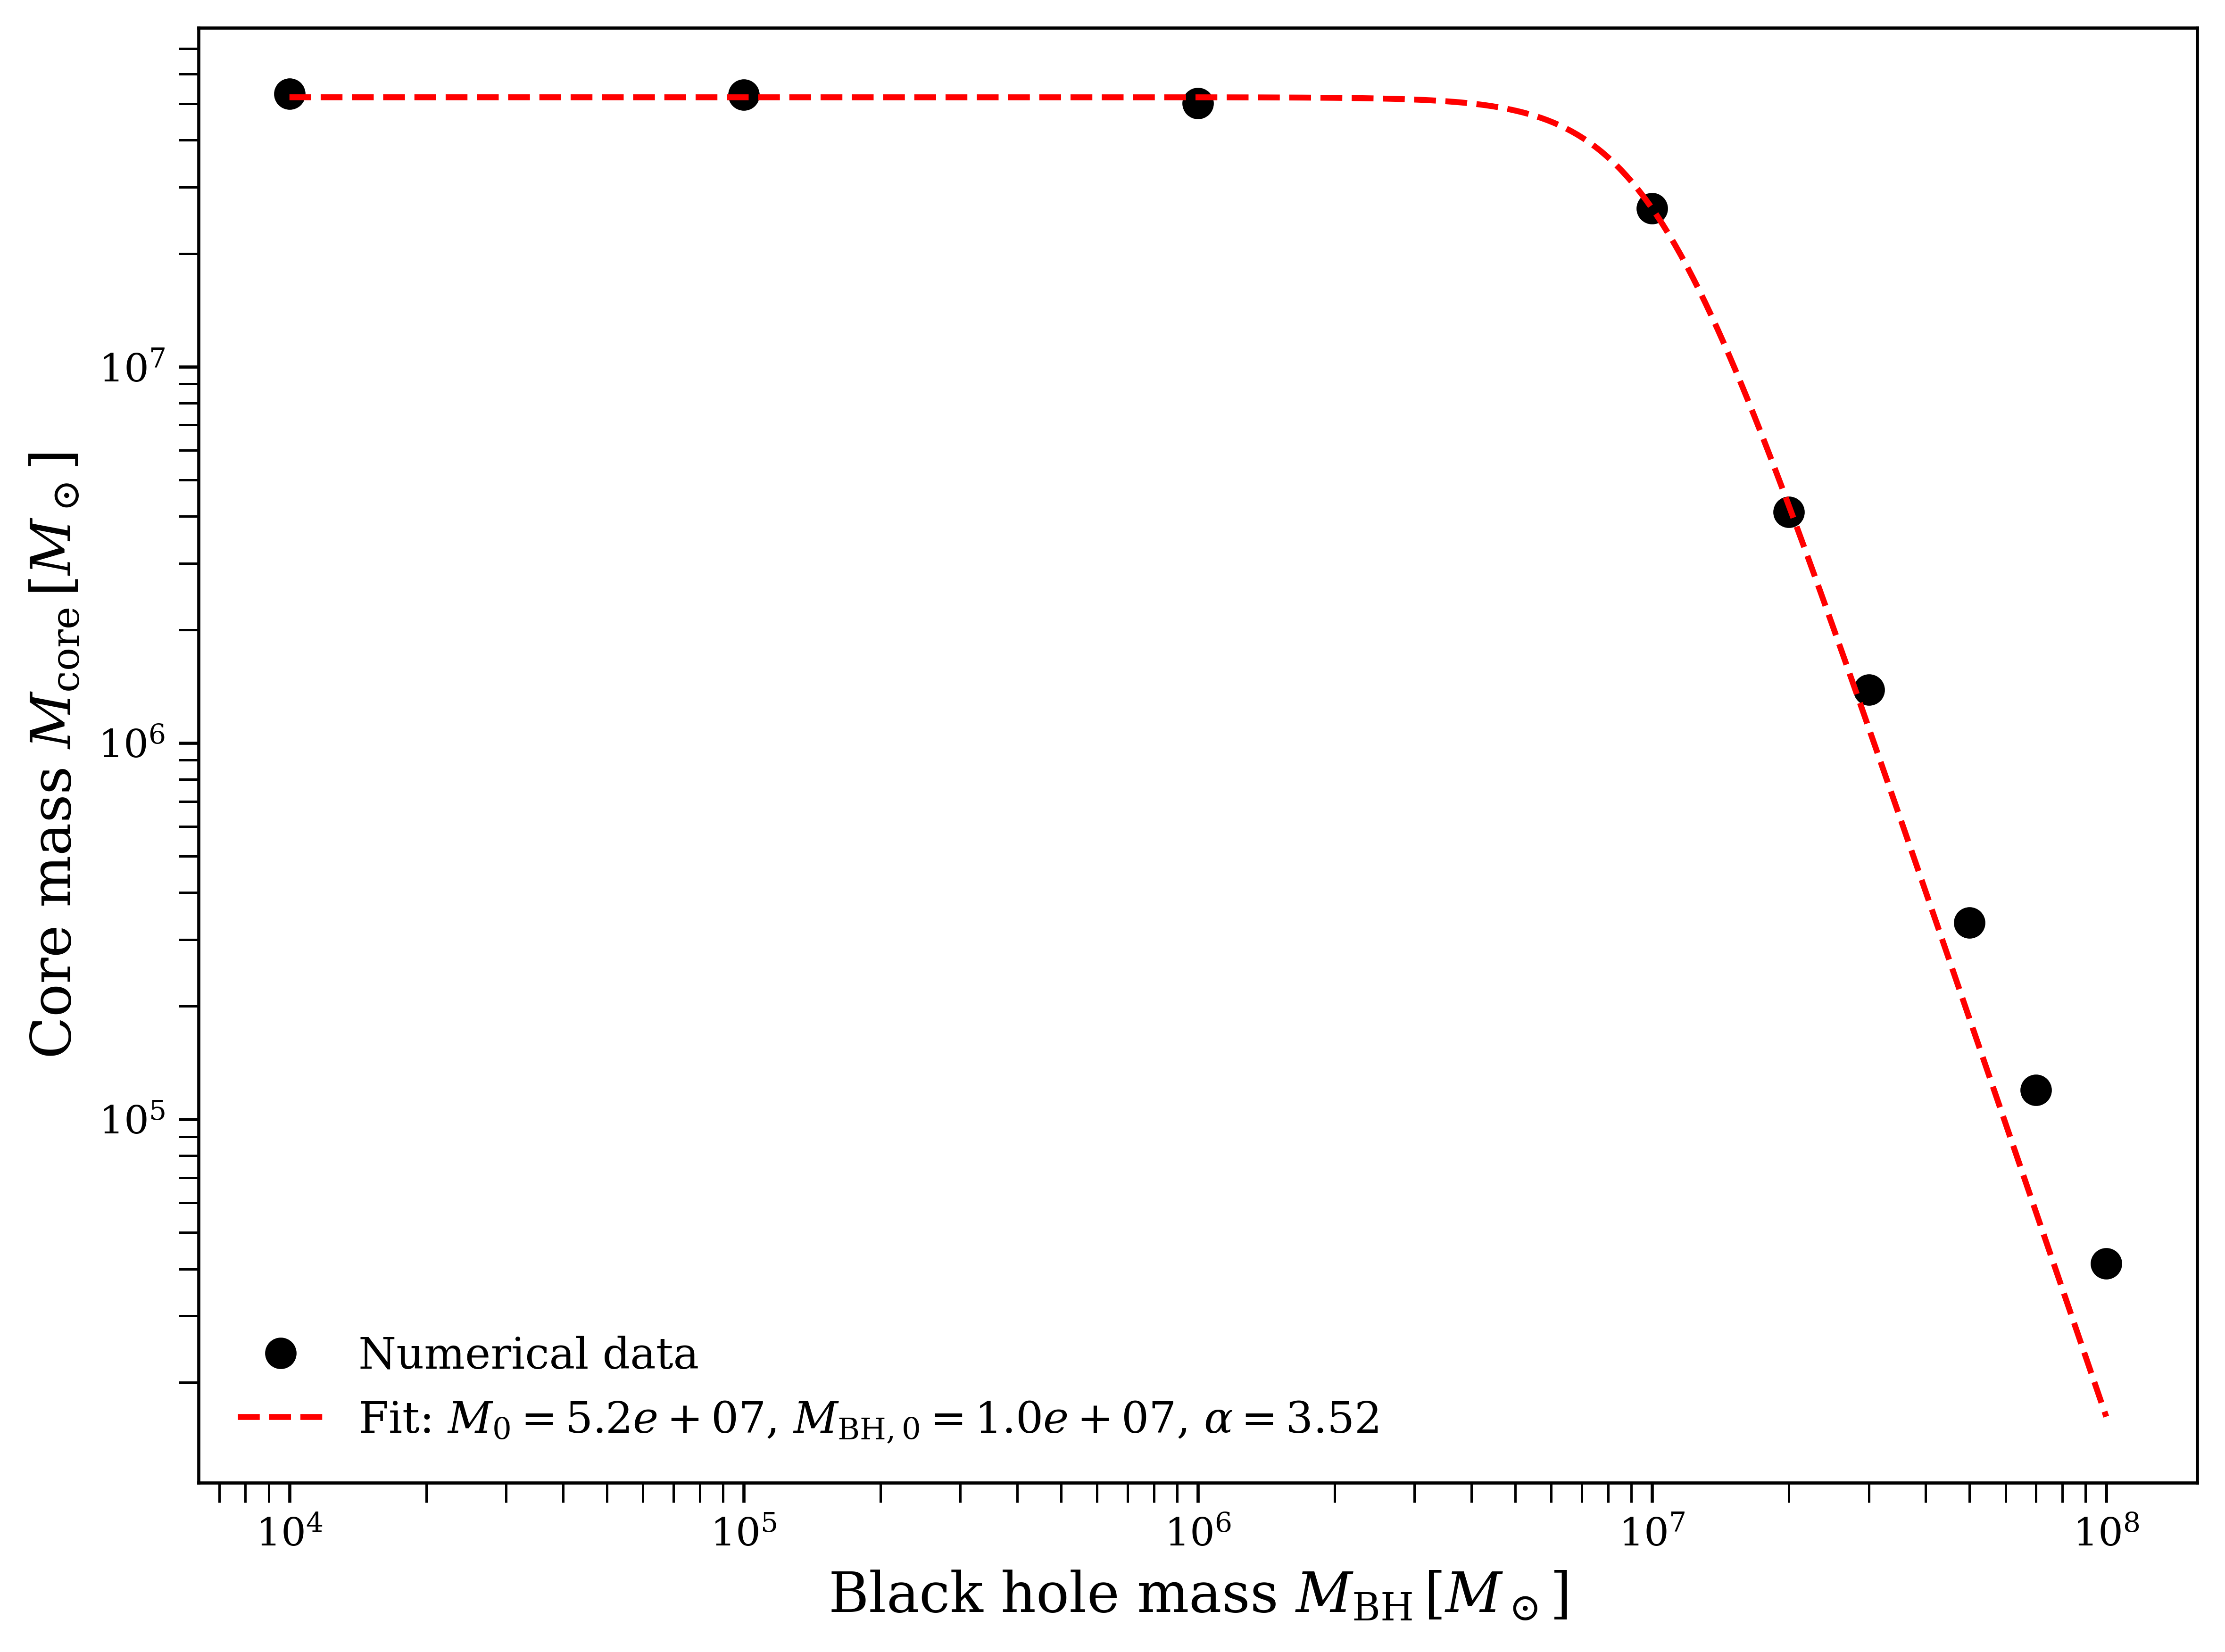 Core mass M_core [M_⊙]
10^7
10^6
10^5
Numerical data
Fit: M_0 = 5.2e + 07, M_BH,0 = 1.0e + 07, α = 3.52
10^4 10^5 10^6 10^7 10^8
Black hole mass M_BH [M_⊙]